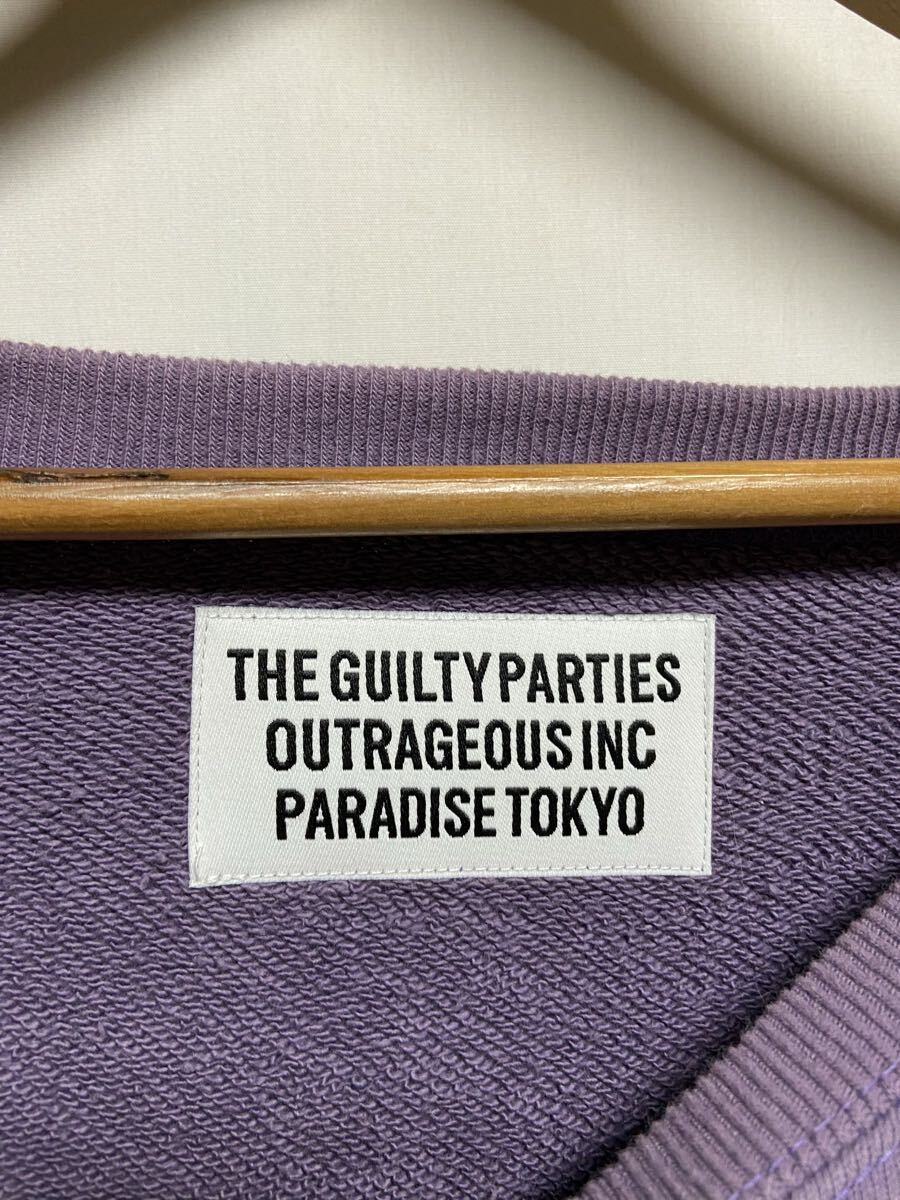 THE GUILTY PARTIES
OUTRAGEOUS INC
PARADISE TOKYO